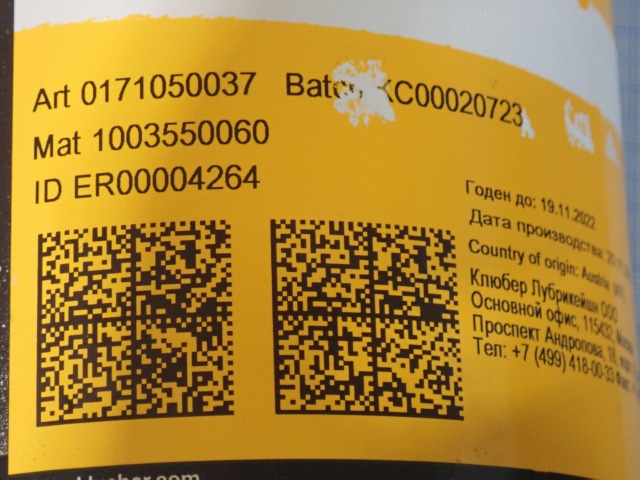 Art 0171050037 KC00020723
Mat 1003550060
ID ER00004264
Годен до: 19.11.2022
Дата производства:
Country of origin: Austria
Клюбер Лубрикейшн ООО
Основной офис, 115432,
Проспект Андропова, 18,
Тел: +7 (499) 418-00-33